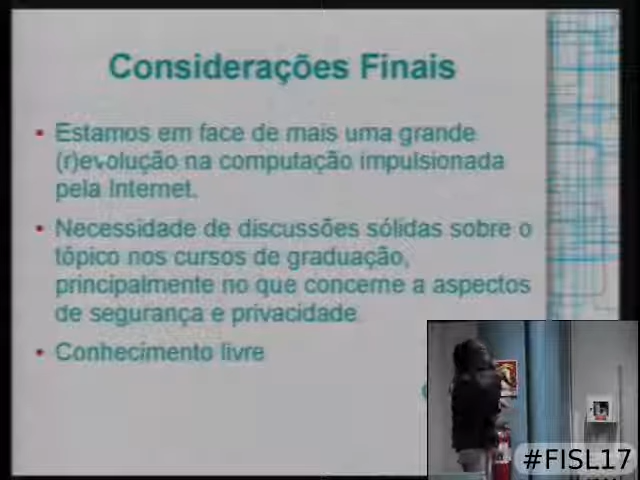 Considerações Finais
• Estamos em face de mais uma grande
(r)evolução na computação impulsionada
pela Internet.
• Necessidade de discussões sólidas sobre o
tópico nos cursos de graduação,
principalmente no que concerne a aspectos
de segurança e privacidade
• Conhecimento livre
#FISL17